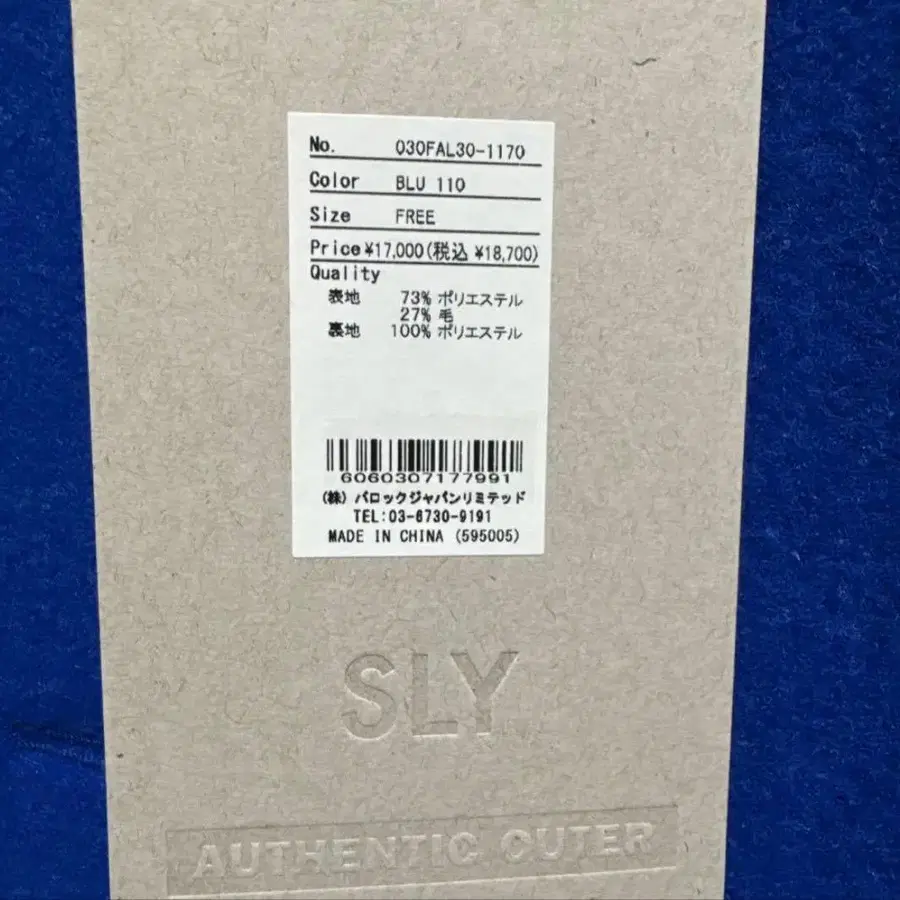 No. 030FAL30-1170
Color BLU 110
Size FREE
Price ¥17,000(税込 ¥18,700)
Quality
表地 73% ポリエステル
27% 毛
裏地 100% ポリエステル
6060307177991
(株) バロックジャパンリミテッド
TEL:03-6730-9191
MADE IN CHINA (595005)
SLY
AUTHENTIC OUTER